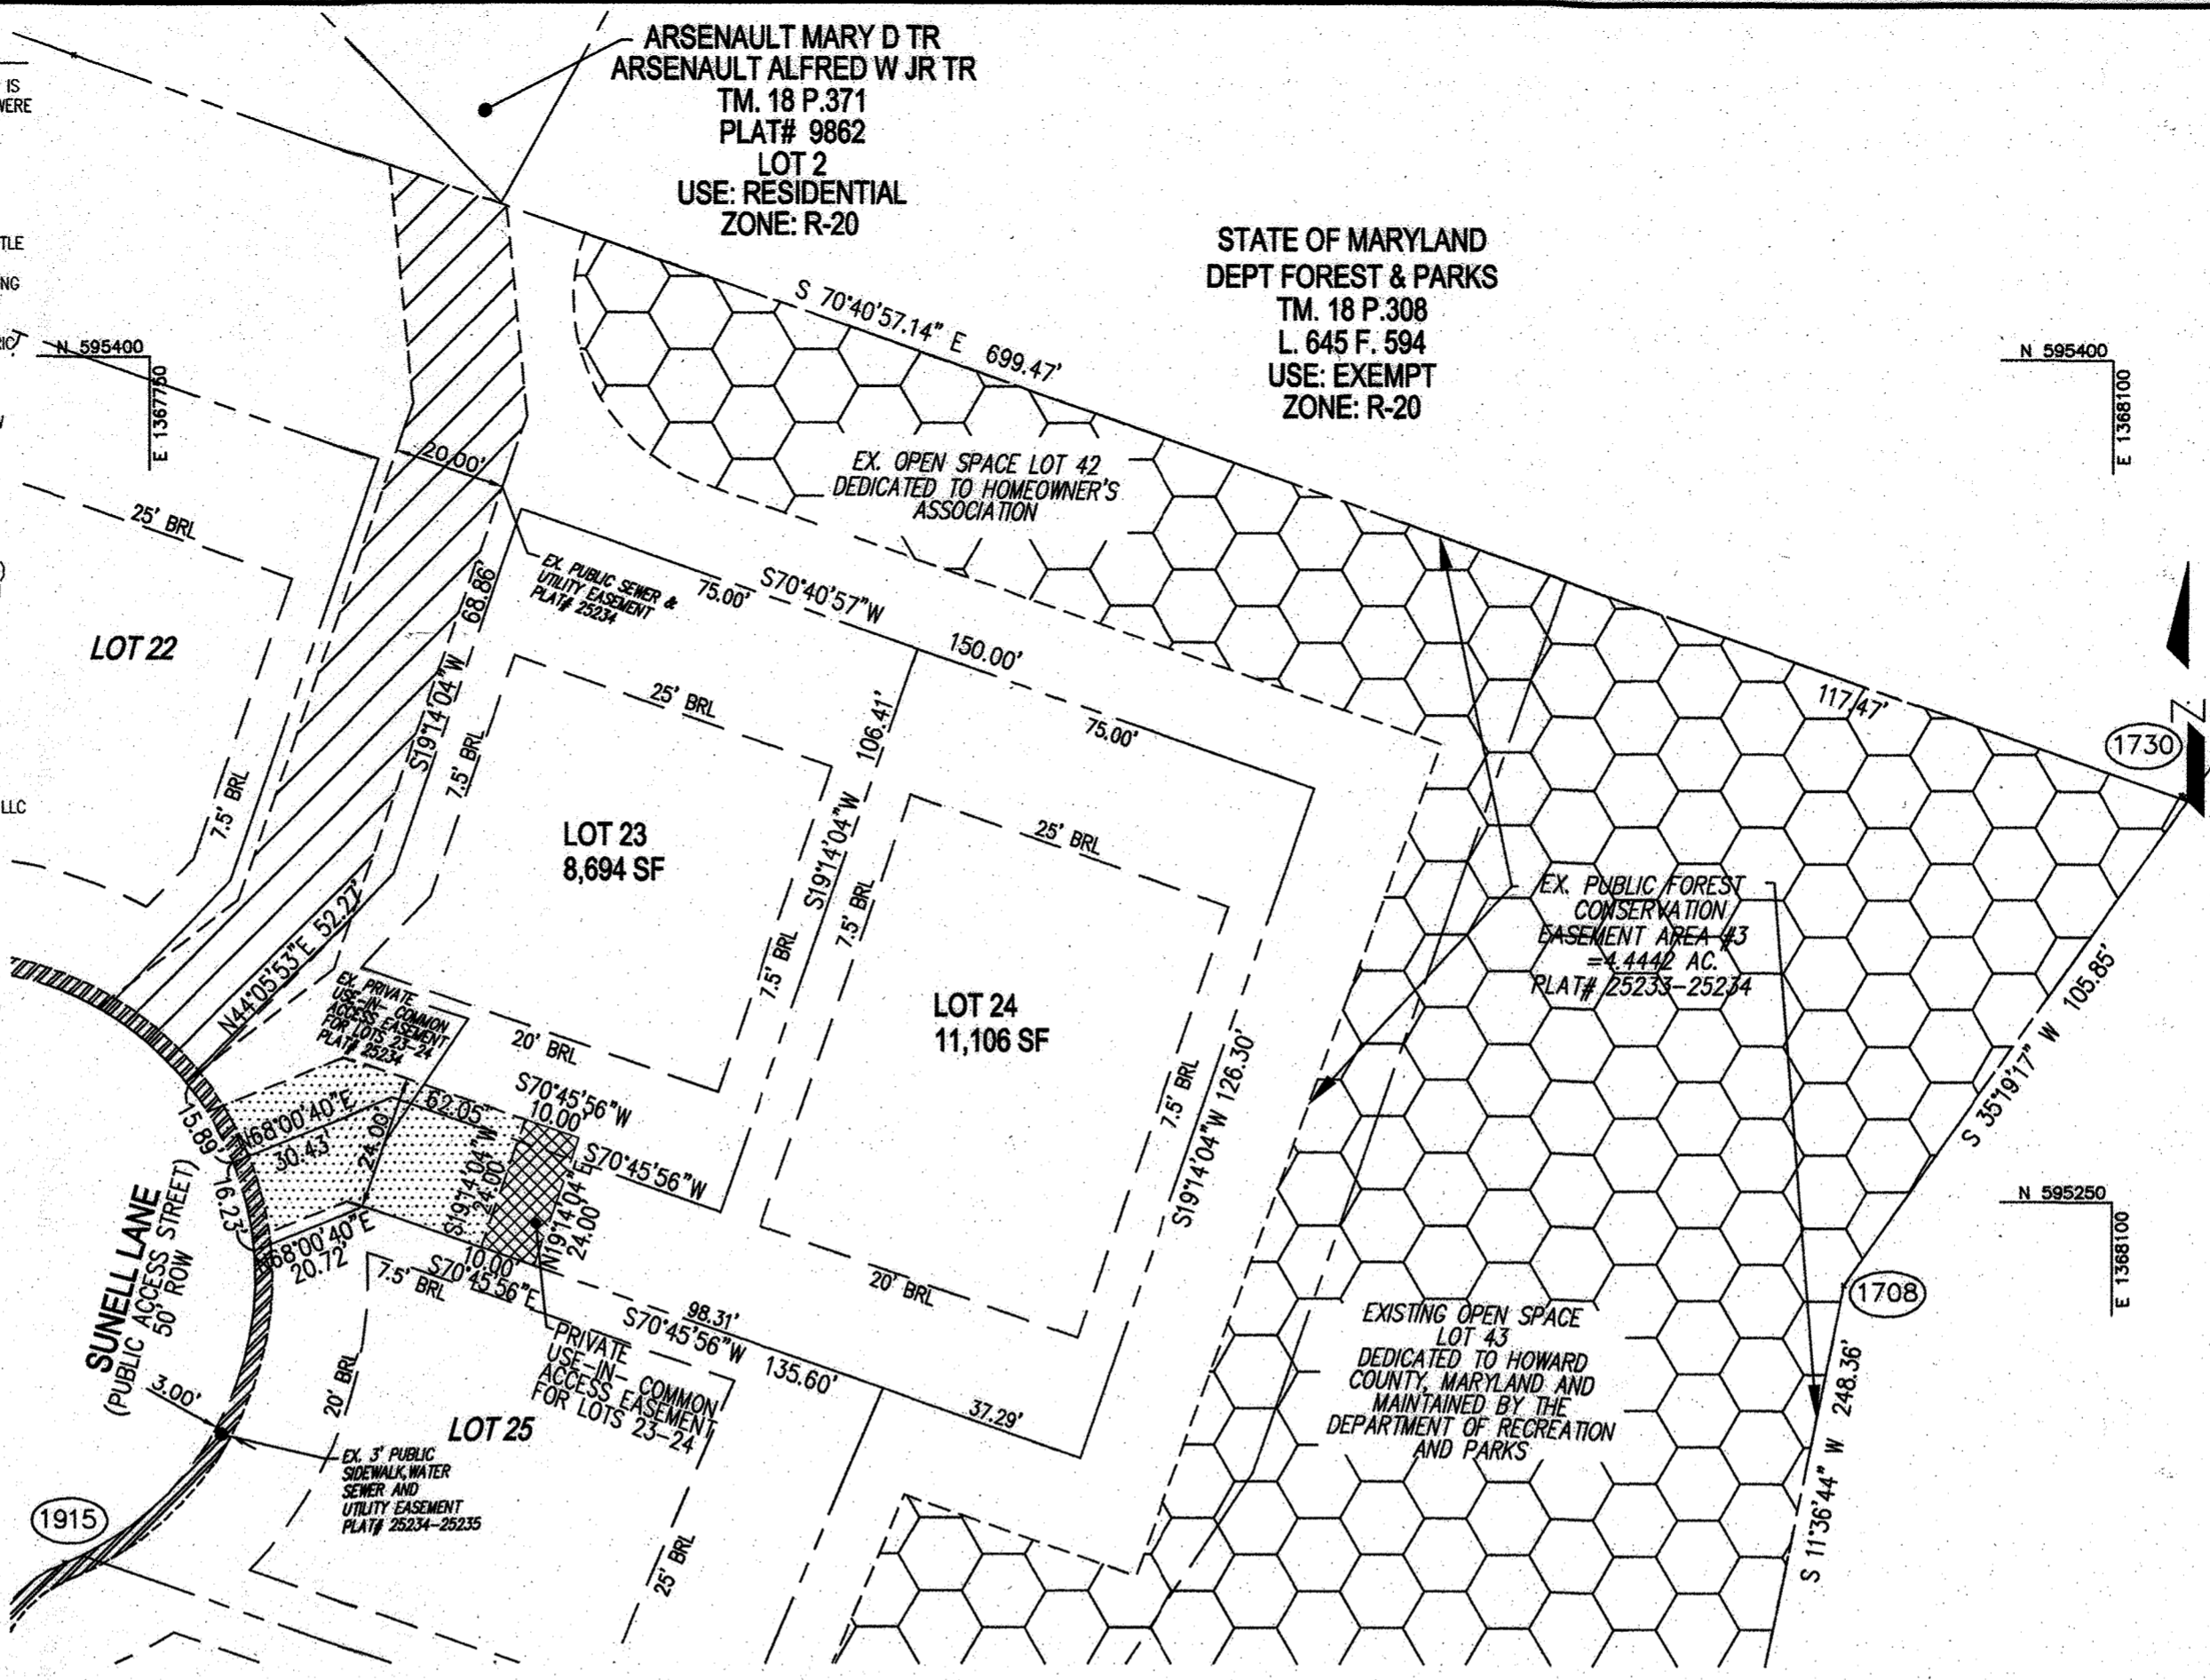 IS
WERE
TLE
NG
LLC
ARSENAULT MARY D TR
ARSENAULT ALFRED W JR TR
TM. 18 P.371
PLAT# 9862
LOT 2
USE: RESIDENTIAL
ZONE: R-20
STATE OF MARYLAND
DEPT FOREST & PARKS
TM. 18 P.308
L. 645 F. 594
USE: EXEMPT
ZONE: R-20
N 595400
E 1367750
N 595400
E 1368100
S 70°40'57.14" E 699.47'
20.00'
EX. OPEN SPACE LOT 42
DEDICATED TO HOMEOWNER'S
ASSOCIATION
25' BRL
LOT 22
7.5' BRL
EX. PUBLIC SEWER &
UTILITY EASEMENT
PLAT# 25234
68.86'
S19°14'04"W
75.00'
S70°40'57"W
150.00'
75.00'
117.47'
1730
N
25' BRL
7.5' BRL
LOT 23
8,694 SF
106.41'
S19°14'04"W
7.5' BRL
20' BRL
25' BRL
7.5' BRL
LOT 24
11,106 SF
7.5' BRL
20' BRL
S19°14'04"W 126.30'
EX. PUBLIC FOREST
CONSERVATION
EASEMENT AREA #3
=4.4442 AC.
PLAT# 25233-25234
S 35°19'17" W 105.85'
N44°05'53"E 52.27'
EX. PRIVATE
USE-IN- COMMON
ACCESS EASEMENT
FOR LOTS 23-24
PLAT# 25234
15.89'
N68°00'40"E
30.43'
24.00'
62.05'
S70°45'56"W
10.00'
S70°45'56"W
S19°14'04"W
24.00'
N19°14'04"E
24.00'
16.23'
N68°00'40"E
20.72'
10.00'
S70°45'56"E
7.5' BRL
98.31'
S70°45'56"W
135.60'
37.29'
PRIVATE
USE-IN- COMMON
ACCESS EASEMENT
FOR LOTS 23-24
SUNELL LANE
(PUBLIC ACCESS STREET)
50' ROW
3.00'
20' BRL
LOT 25
25' BRL
EX. 3' PUBLIC
SIDEWALK,WATER
SEWER AND
UTILITY EASEMENT
PLAT# 25234-25235
1915
N 595250
E 1368100
1708
EXISTING OPEN SPACE
LOT 43
DEDICATED TO HOWARD
COUNTY, MARYLAND AND
MAINTAINED BY THE
DEPARTMENT OF RECREATION
AND PARKS
S 11°36'44" W 248.36'